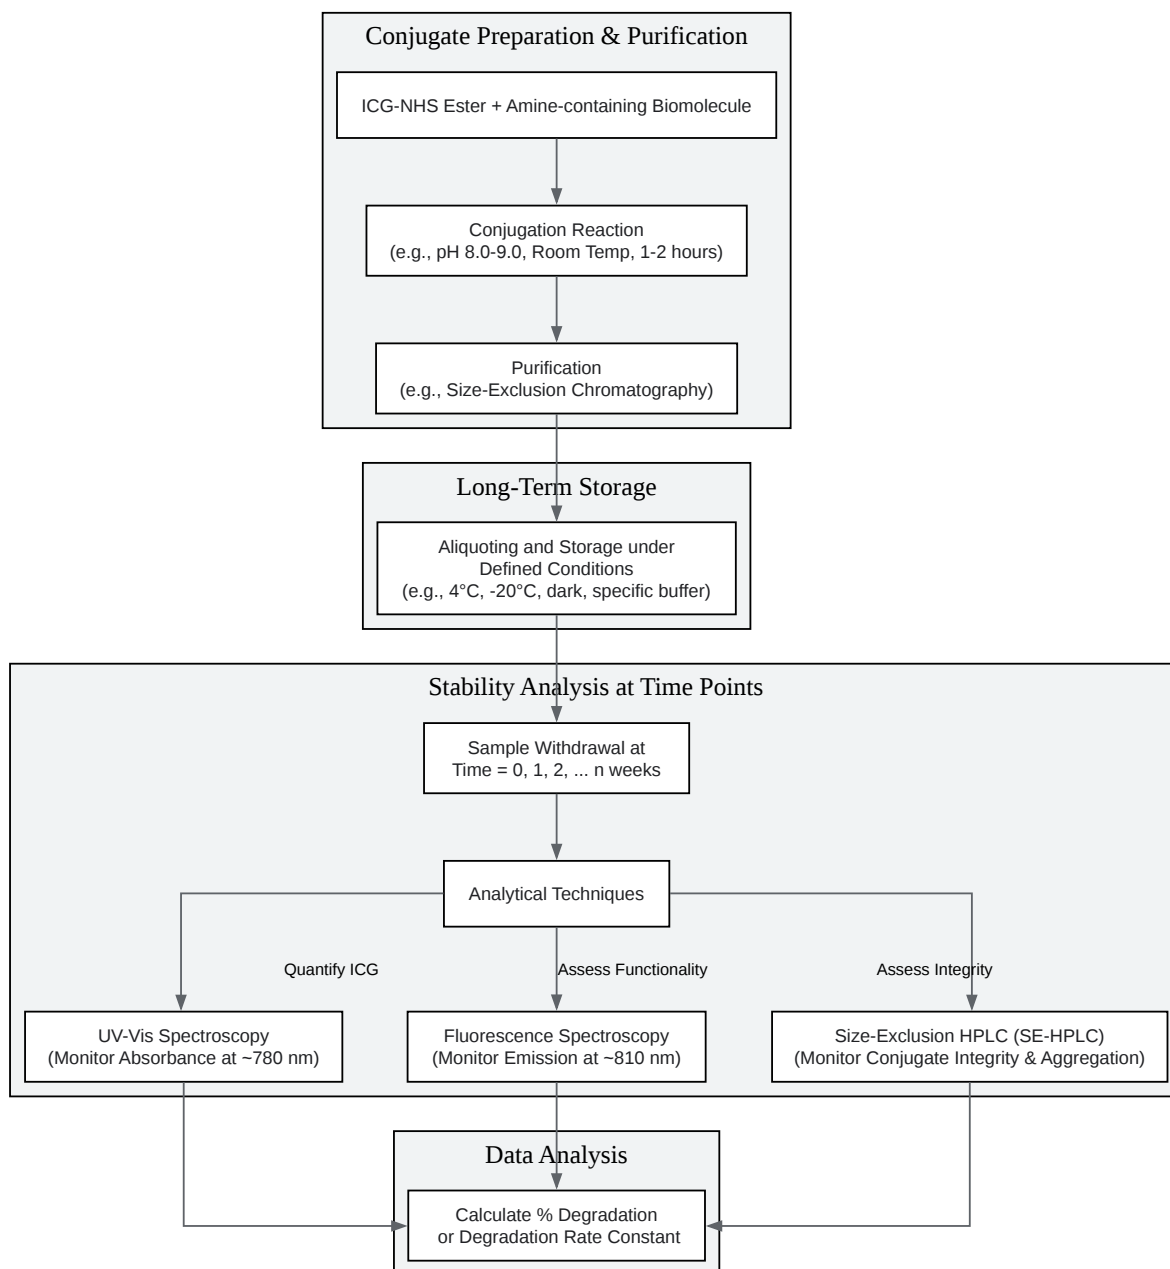 Conjugate Preparation & Purification
ICG-NHS Ester + Amine-containing Biomolecule
Conjugation Reaction
(e.g., pH 8.0-9.0, Room Temp, 1-2 hours)
Purification
(e.g., Size-Exclusion Chromatography)
Long-Term Storage
Aliquoting and Storage under
Defined Conditions
(e.g., 4°C, -20°C, dark, specific buffer)
Stability Analysis at Time Points
Sample Withdrawal at
Time = 0, 1, 2, ... n weeks
Analytical Techniques
Quantify ICG
Assess Functionality
Assess Integrity
UV-Vis Spectroscopy
(Monitor Absorbance at ~780 nm)
Fluorescence Spectroscopy
(Monitor Emission at ~810 nm)
Size-Exclusion HPLC (SE-HPLC)
(Monitor Conjugate Integrity & Aggregation)
Data Analysis
Calculate % Degradation
or Degradation Rate Constant